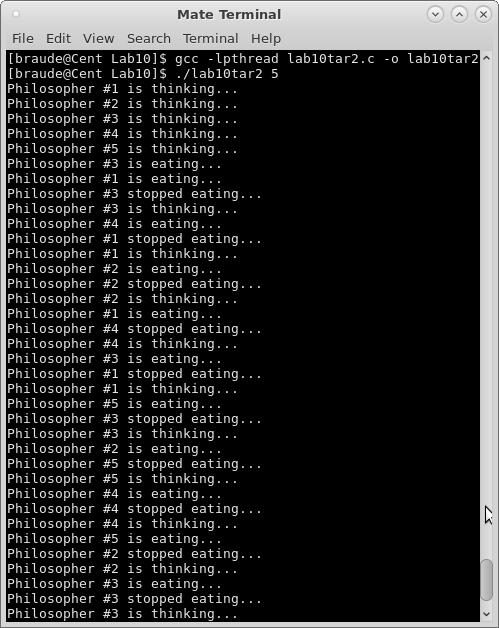 Mate Terminal
File Edit View Search Terminal Help
[braude@Cent Lab10]$ gcc -lpthread lab10tar2.c -o lab10tar2
[braude@Cent Lab10]$ ./lab10tar2 5
Philosopher #1 is thinking...
Philosopher #2 is thinking...
Philosopher #3 is thinking...
Philosopher #4 is thinking...
Philosopher #5 is thinking...
Philosopher #3 is eating...
Philosopher #1 is eating...
Philosopher #3 stopped eating...
Philosopher #3 is thinking...
Philosopher #4 is eating...
Philosopher #1 stopped eating...
Philosopher #1 is thinking...
Philosopher #2 is eating...
Philosopher #2 stopped eating...
Philosopher #2 is thinking...
Philosopher #1 is eating...
Philosopher #4 stopped eating...
Philosopher #4 is thinking...
Philosopher #3 is eating...
Philosopher #1 stopped eating...
Philosopher #1 is thinking...
Philosopher #5 is eating...
Philosopher #3 stopped eating...
Philosopher #3 is thinking...
Philosopher #2 is eating...
Philosopher #5 stopped eating...
Philosopher #5 is thinking...
Philosopher #4 is eating...
Philosopher #4 stopped eating...
Philosopher #4 is thinking...
Philosopher #5 is eating...
Philosopher #2 stopped eating...
Philosopher #2 is thinking...
Philosopher #3 is eating...
Philosopher #3 stopped eating...
Philosopher #3 is thinking...